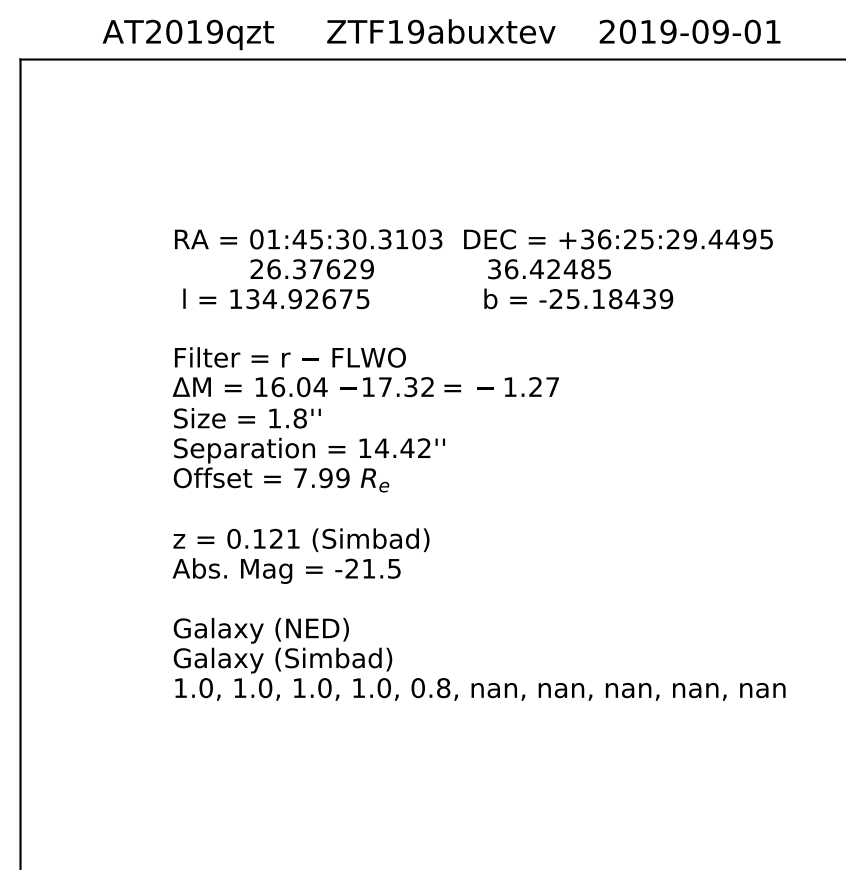 AT2019qzt ZTF19abuxtev 2019-09-01
RA = 01:45:30.3103 DEC = +36:25:29.4495
26.37629 36.42485
l = 134.92675 b = -25.18439
Filter = r − FLWO
ΔM = 16.04 −17.32 = − 1.27
Size = 1.8''
Separation = 14.42''
Offset = 7.99 Re
z = 0.121 (Simbad)
Abs. Mag = -21.5
Galaxy (NED)
Galaxy (Simbad)
1.0, 1.0, 1.0, 1.0, 0.8, nan, nan, nan, nan, nan